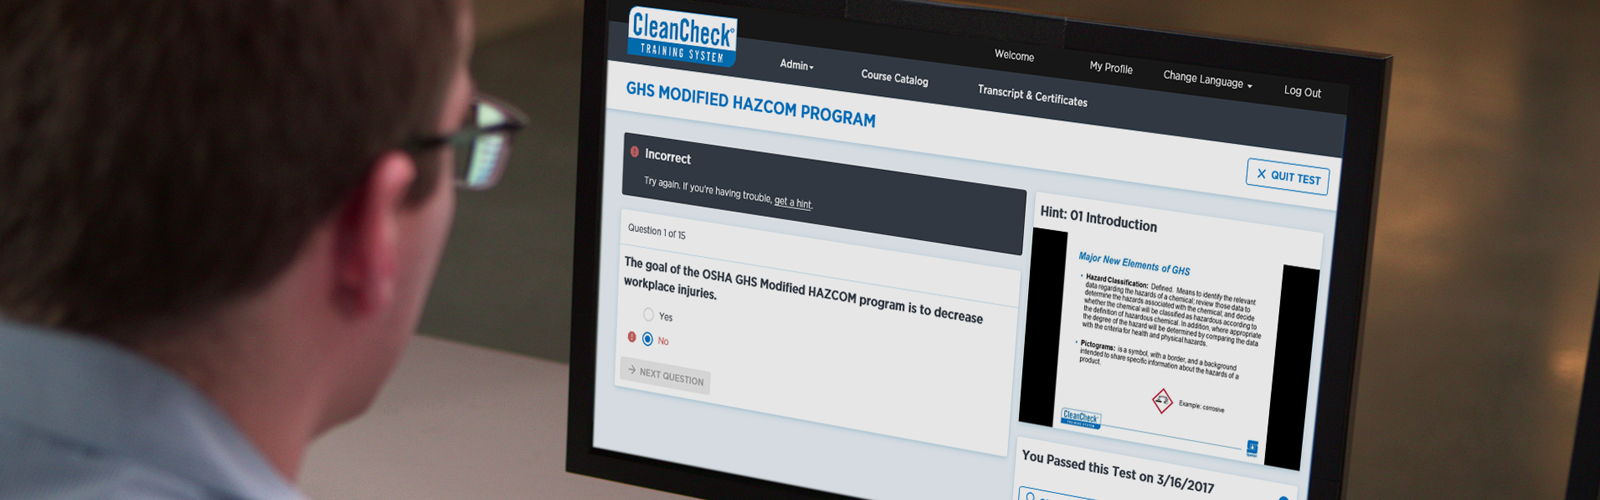 CleanCheck®
TRAINING SYSTEM
Welcome
My Profile
Change Language
Log Out
Admin
Course Catalog
Transcript & Certificates
GHS MODIFIED HAZCOM PROGRAM
QUIT TEST
Incorrect
Try again. If you're having trouble, get a hint.
Question 1 of 15
The goal of the OSHA GHS Modified HAZCOM program is to decrease
workplace injuries.
Yes
No
NEXT QUESTION
Hint: 01 Introduction
Major New Elements of GHS
• Hazard Classification: Defined. Means to identify the relevant
data regarding the hazards of a chemical; review those data to
determine the hazards associated with the chemical; and decide
whether the chemical will be classified as hazardous according to
the definition of hazardous chemical. In addition, where appropriate
the degree of the hazard will be determined by comparing the data
with the criteria for health and physical hazards.
• Pictograms: is a symbol, with a border, and a background
intended to share specific information about the hazards of a
product.
Example: corrosive
CleanCheck
TRAINING SYSTEM
You Passed this Test on 3/16/2017